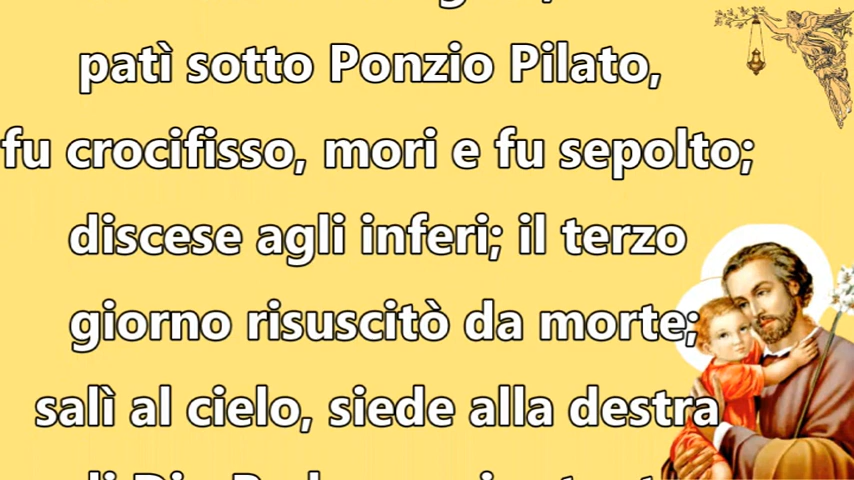 patì sotto Ponzio Pilato,
fu crocifisso, mori e fu sepolto;
discese agli inferi; il terzo
giorno risuscitò da morte;
salì al cielo, siede alla destra